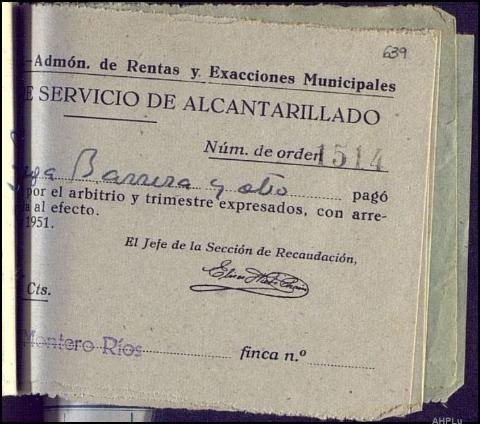 639
-Admón. de Rentas y Exacciones Municipales
E SERVICIO DE ALCANTARILLADO
Núm. de orden 1514
Barrera y otro pagó
por el arbitrio y trimestre expresados, con arre-
a al efecto.
1951.
El Jefe de la Sección de Recaudación,
Cts.
Montero Ríos finca n.º
AHPLu